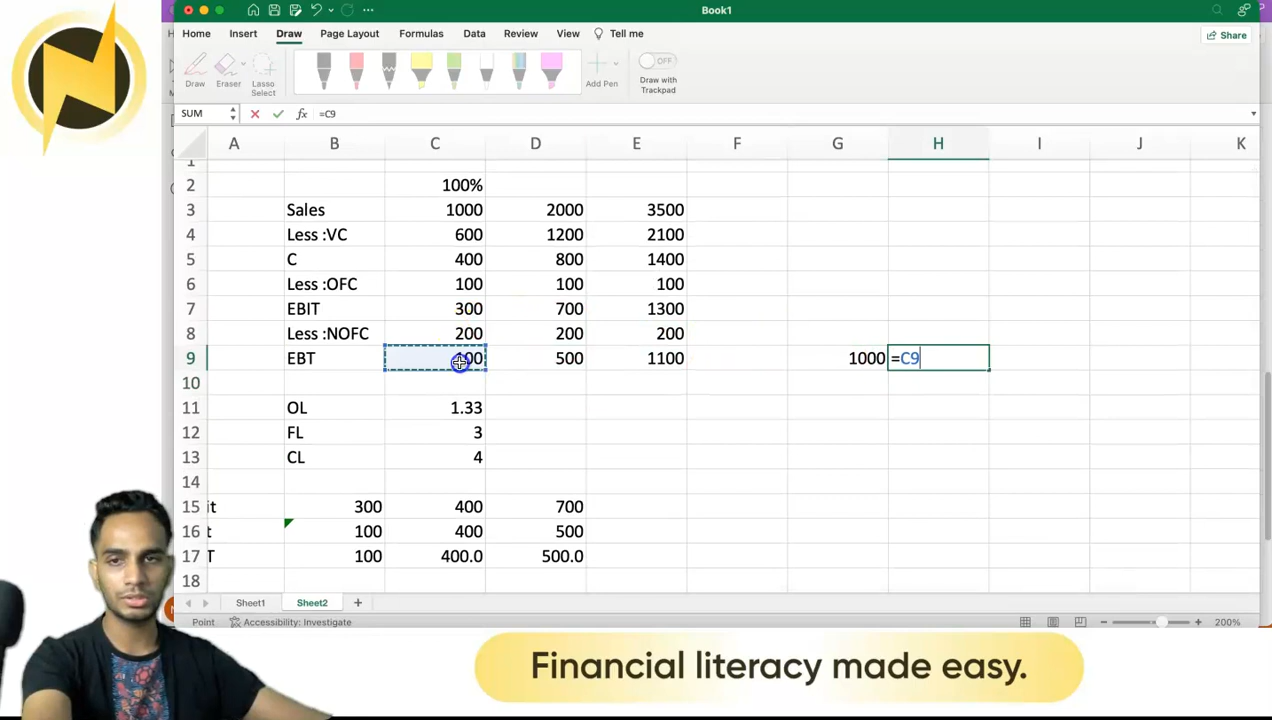 Book1
Home Insert Draw Page Layout Formulas Data Review View Tell me Share
OFF
Draw Eraser Lasso Select Add Pen Draw with Trackpad
SUM fx =C9
A B C D E F G H I J K
1
2 100%
3 Sales 1000 2000 3500
4 Less :VC 600 1200 2100
5 C 400 800 1400
6 Less :OFC 100 100 100
7 EBIT 300 700 1300
8 Less :NOFC 200 200 200
9 EBT 100 500 1100 1000 =C9
10
11 OL 1.33
12 FL 3
13 CL 4
14
15 it 300 400 700
16 t 100 400 500
17 T 100 400.0 500.0
18
Sheet1 Sheet2 +
Point Accessibility: Investigate 200%
Financial literacy made easy.